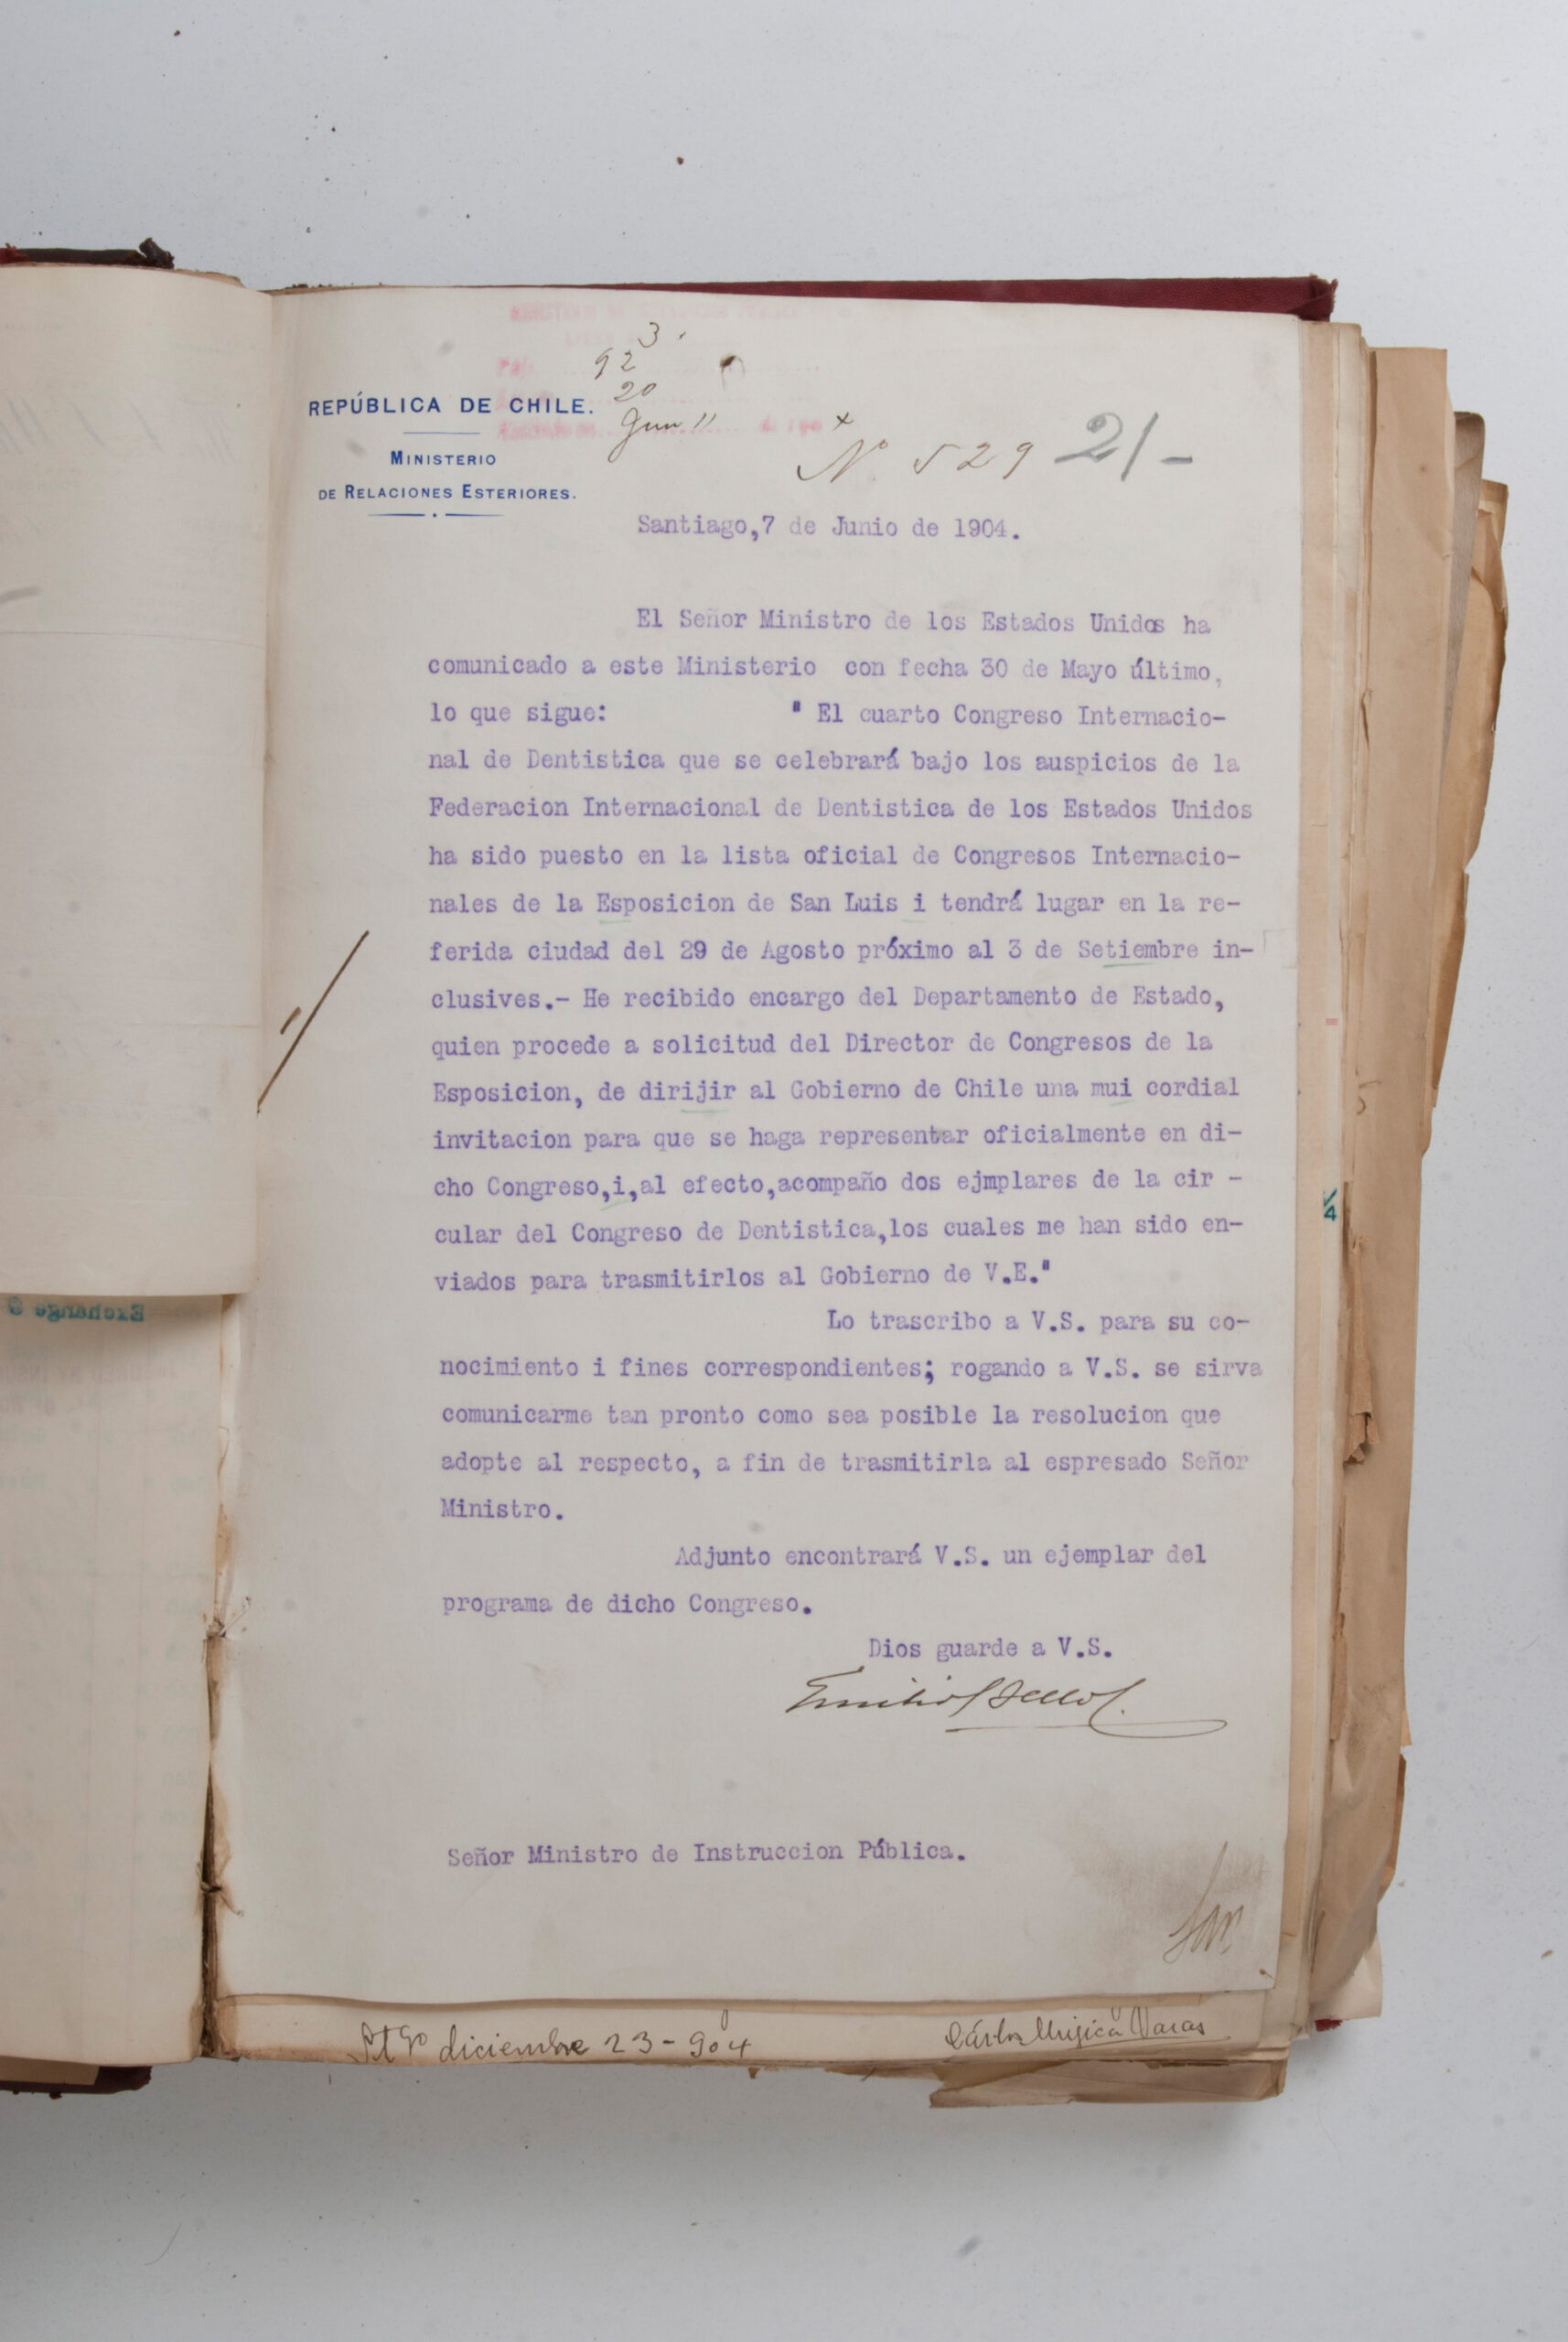 3
92
20
Jun 11
REPÚBLICA DE CHILE.
MINISTERIO
DE RELACIONES ESTERIORES.
Nº 529 21-
Santiago,7 de Junio de 1904.
El Señor Ministro de los Estados Unidos ha
comunicado a este Ministerio con fecha 30 de Mayo último,
lo que sigue: " El cuarto Congreso Internacio-
nal de Dentistica que se celebrará bajo los auspicios de la
Federacion Internacional de Dentistica de los Estados Unidos
ha sido puesto en la lista oficial de Congresos Internacio-
nales de la Esposicion de San Luis i tendrá lugar en la re-
ferida ciudad del 29 de Agosto próximo al 3 de Setiembre in-
clusives.- He recibido encargo del Departamento de Estado,
quien procede a solicitud del Director de Congresos de la
Esposicion, de dirijir al Gobierno de Chile una mui cordial
invitacion para que se haga representar oficialmente en di-
cho Congreso,i,al efecto,acompaño dos ejmplares de la cir -
cular del Congreso de Dentistica,los cuales me han sido en-
viados para trasmitirlos al Gobierno de V.E."
Lo trascribo a V.S. para su co-
nocimiento i fines correspondientes; rogando a V.S. se sirva
comunicarme tan pronto como sea posible la resolucion que
adopte al respecto, a fin de trasmitirla al espresado Señor
Ministro.
Adjunto encontrará V.S. un ejemplar del
programa de dicho Congreso.
Dios guarde a V.S.
Emilio Bello C.
Señor Ministro de Instruccion Pública.
Stgo diciembre 23-904
Cárlos Mujica Varas
Exchange